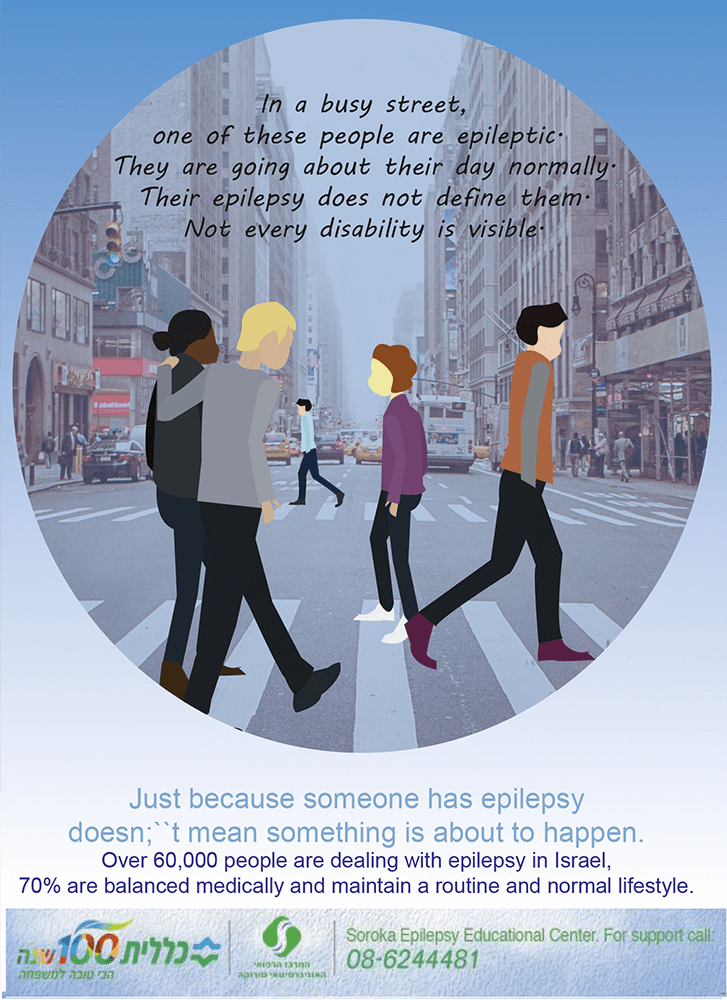 In a busy street,
one of these people are epileptic.
They are going about their day normally.
Their epilepsy does not define them.
Not every disability is visible.
Just because someone has epilepsy
doesn;``t mean something is about to happen.
Over 60,000 people are dealing with epilepsy in Israel,
70% are balanced medically and maintain a routine and normal lifestyle.
כללית 100 שנה
הכי טובה למשפחה
המרכז הרפואי
האוניברסיטאי סורוקה
Soroka Epilepsy Educational Center. For support call:
08-6244481